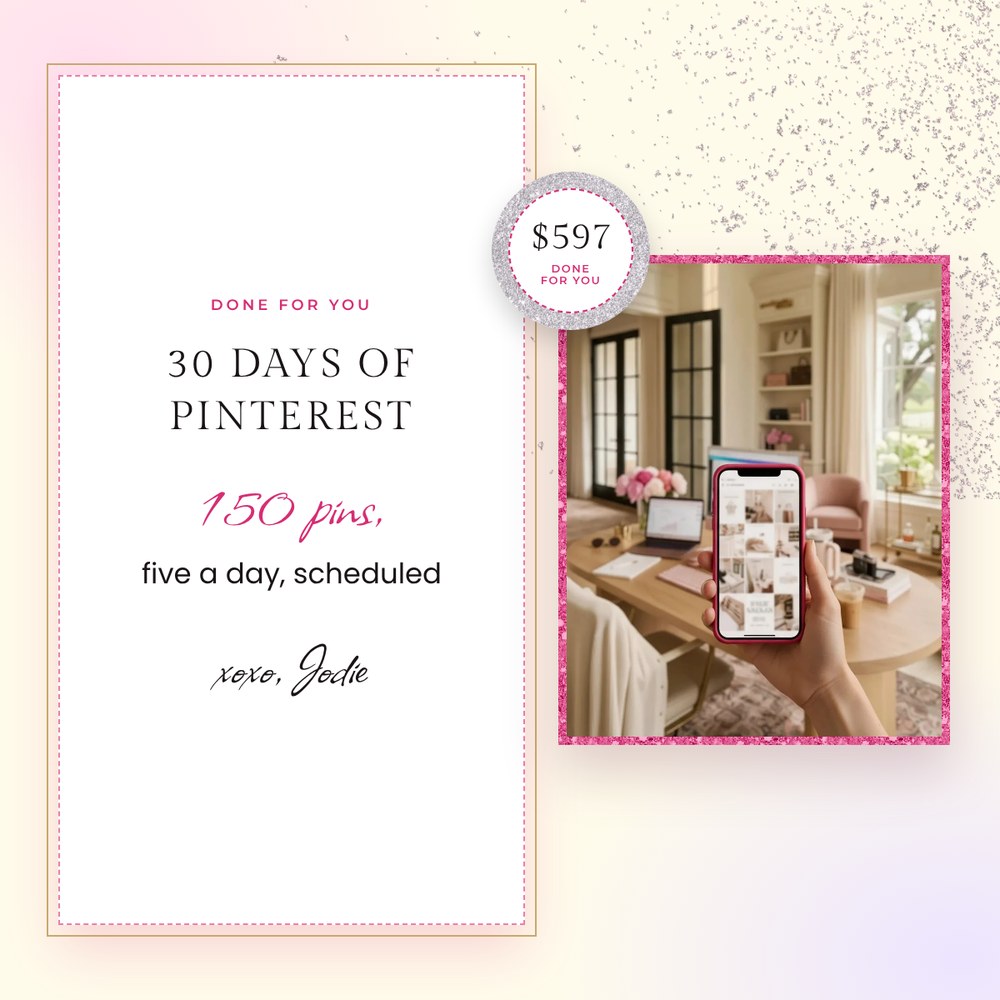 DONE FOR YOU
30 DAYS OF
PINTEREST
150 pins,
five a day, scheduled
xoxo, Jodie
$597
DONE
FOR YOU